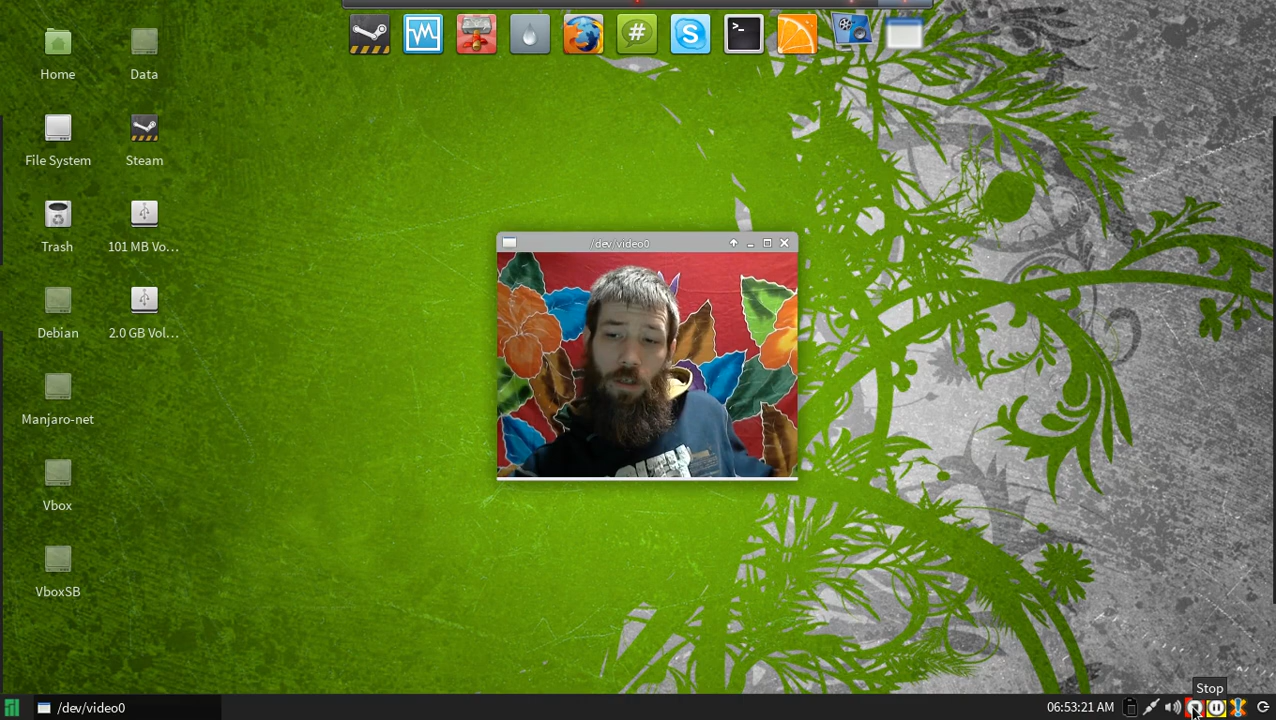 Home
Data
File System
Steam
Trash
101 MB Vo...
Debian
2.0 GB Vol...
Manjaro-net
Vbox
VboxSB
/dev/video0
Stop
/dev/video0
06:53:21 AM